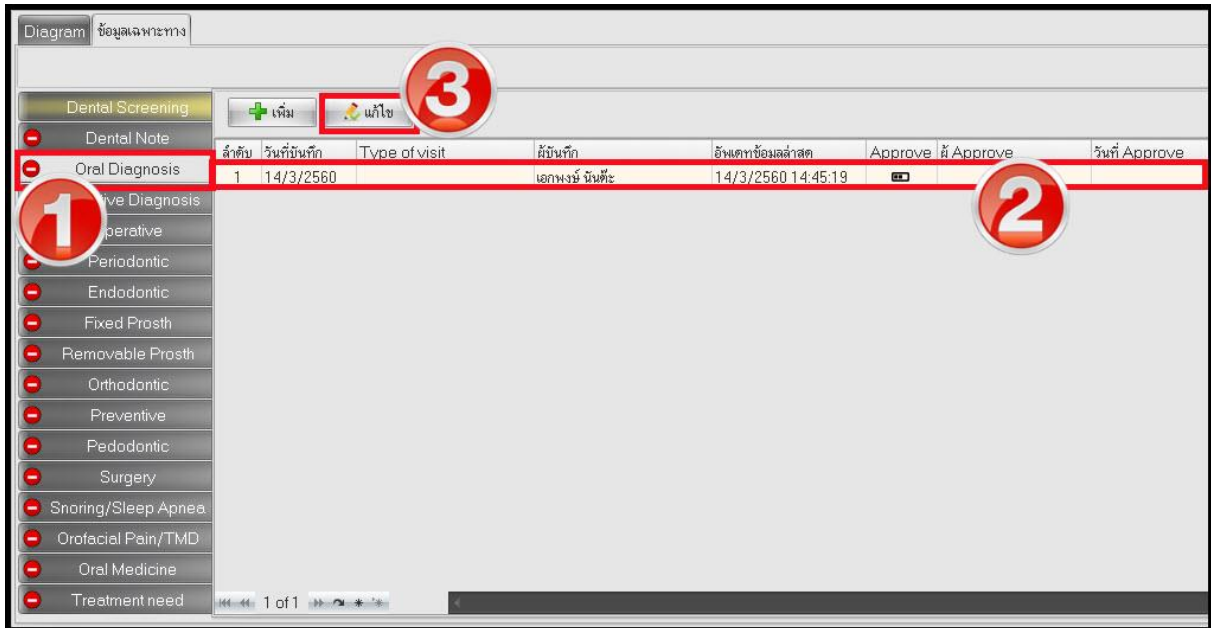 Diagram ข้อมูลเฉพาะทาง
3
Dental Screening
เพิ่ม แก้ไข
Dental Note
ลำดับ วันที่บันทึก Type of visit ผู้บันทึก อัพเดทข้อมูลล่าสุด Approve ผู้ Approve วันที่ Approve
Oral Diagnosis
1 14/3/2560 เอกพงษ์ นันต๊ะ 14/3/2560 14:45:19
1
2
ive Diagnosis
perative
Periodontic
Endodontic
Fixed Prosth
Removable Prosth
Orthodontic
Preventive
Pedodontic
Surgery
Snoring/Sleep Apnea
Orofacial Pain/TMD
Oral Medicine
Treatment need
1 of 1